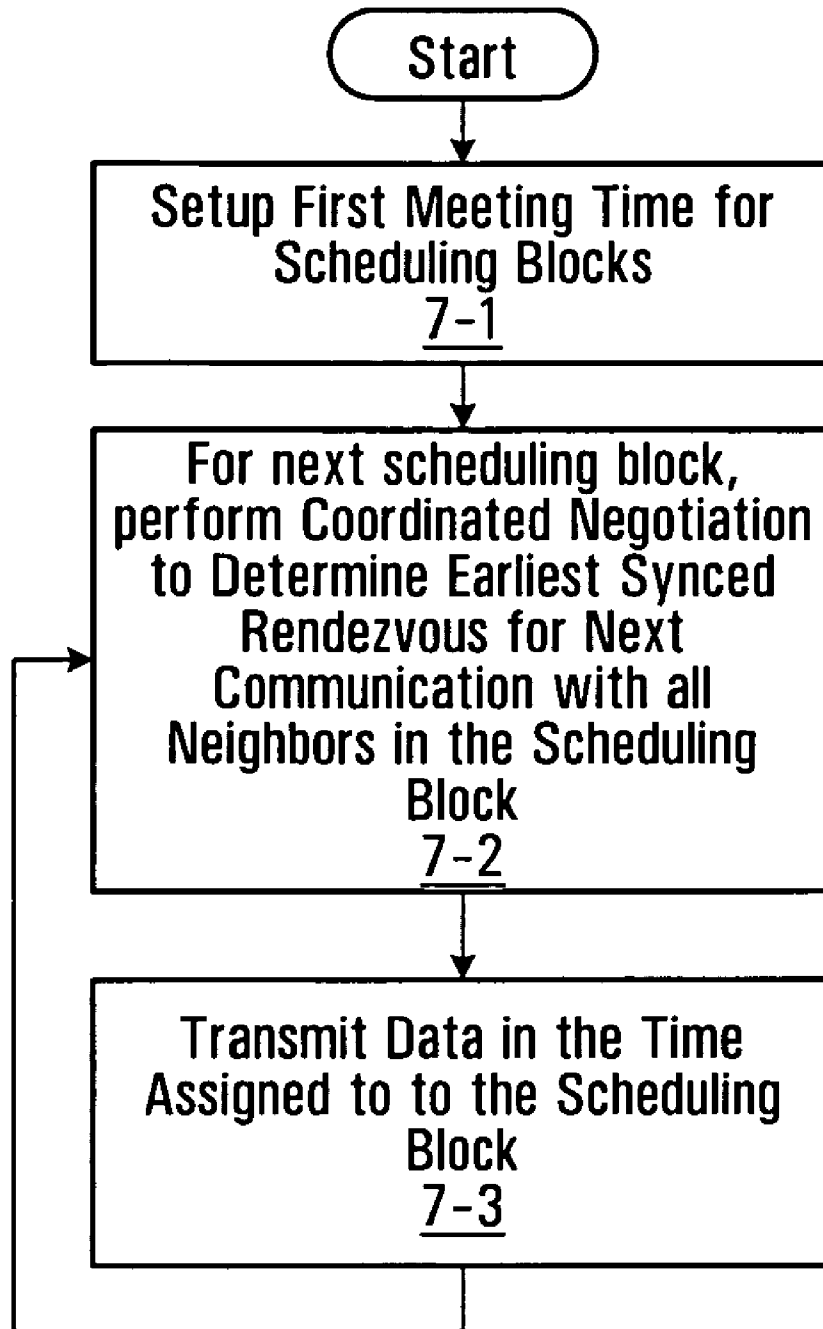 Start
Setup First Meeting Time for
Scheduling Blocks
7-1
For next scheduling block,
perform Coordinated Negotiation
to Determine Earliest Synced
Rendezvous for Next
Communication with all
Neighbors in the Scheduling
Block
7-2
Transmit Data in the Time
Assigned to to the Scheduling
Block
7-3